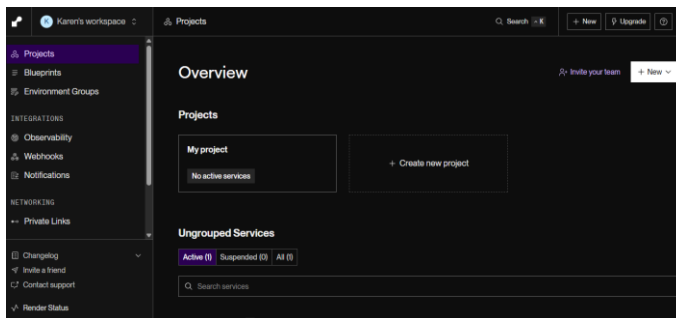 K Karen's workspace
Projects
Search
K
+ New
Upgrade
Projects
Blueprints
Environment Groups
INTEGRATIONS
Observability
Webhooks
Notifications
NETWORKING
Private Links
Changelog
Invite a friend
Contact support
Render Status
Overview
Invite your team
+ New
Projects
My project
No active services
+ Create new project
Ungrouped Services
Active (1) Suspended (0) All (1)
Search services